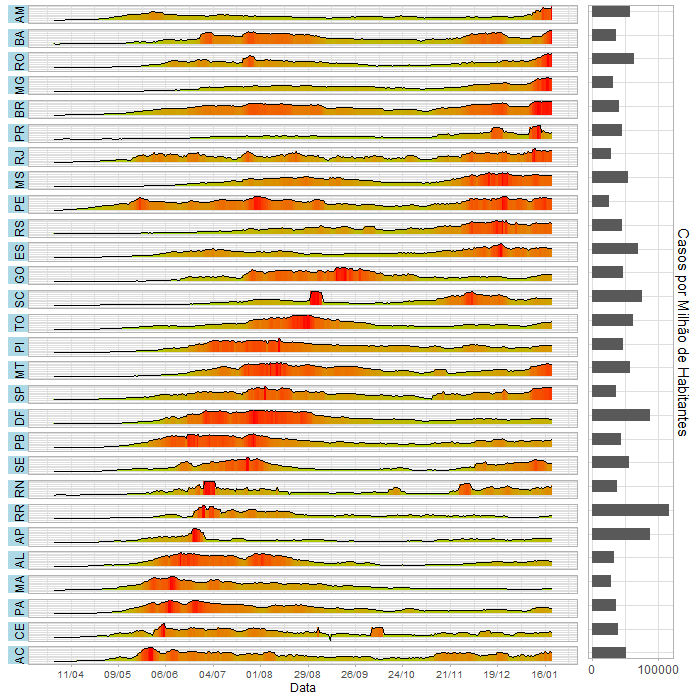 AM
BA
RO
MG
BR
PR
RJ
MS
PE
RS
ES
GO
SC
TO
PI
MT
SP
DF
PB
SE
RN
RR
AP
AL
MA
PA
CE
AC
11/04 09/05 06/06 04/07 01/08 29/08 26/09 24/10 21/11 19/12 16/01
Data
0 100000
Casos por Milhão de Habitantes